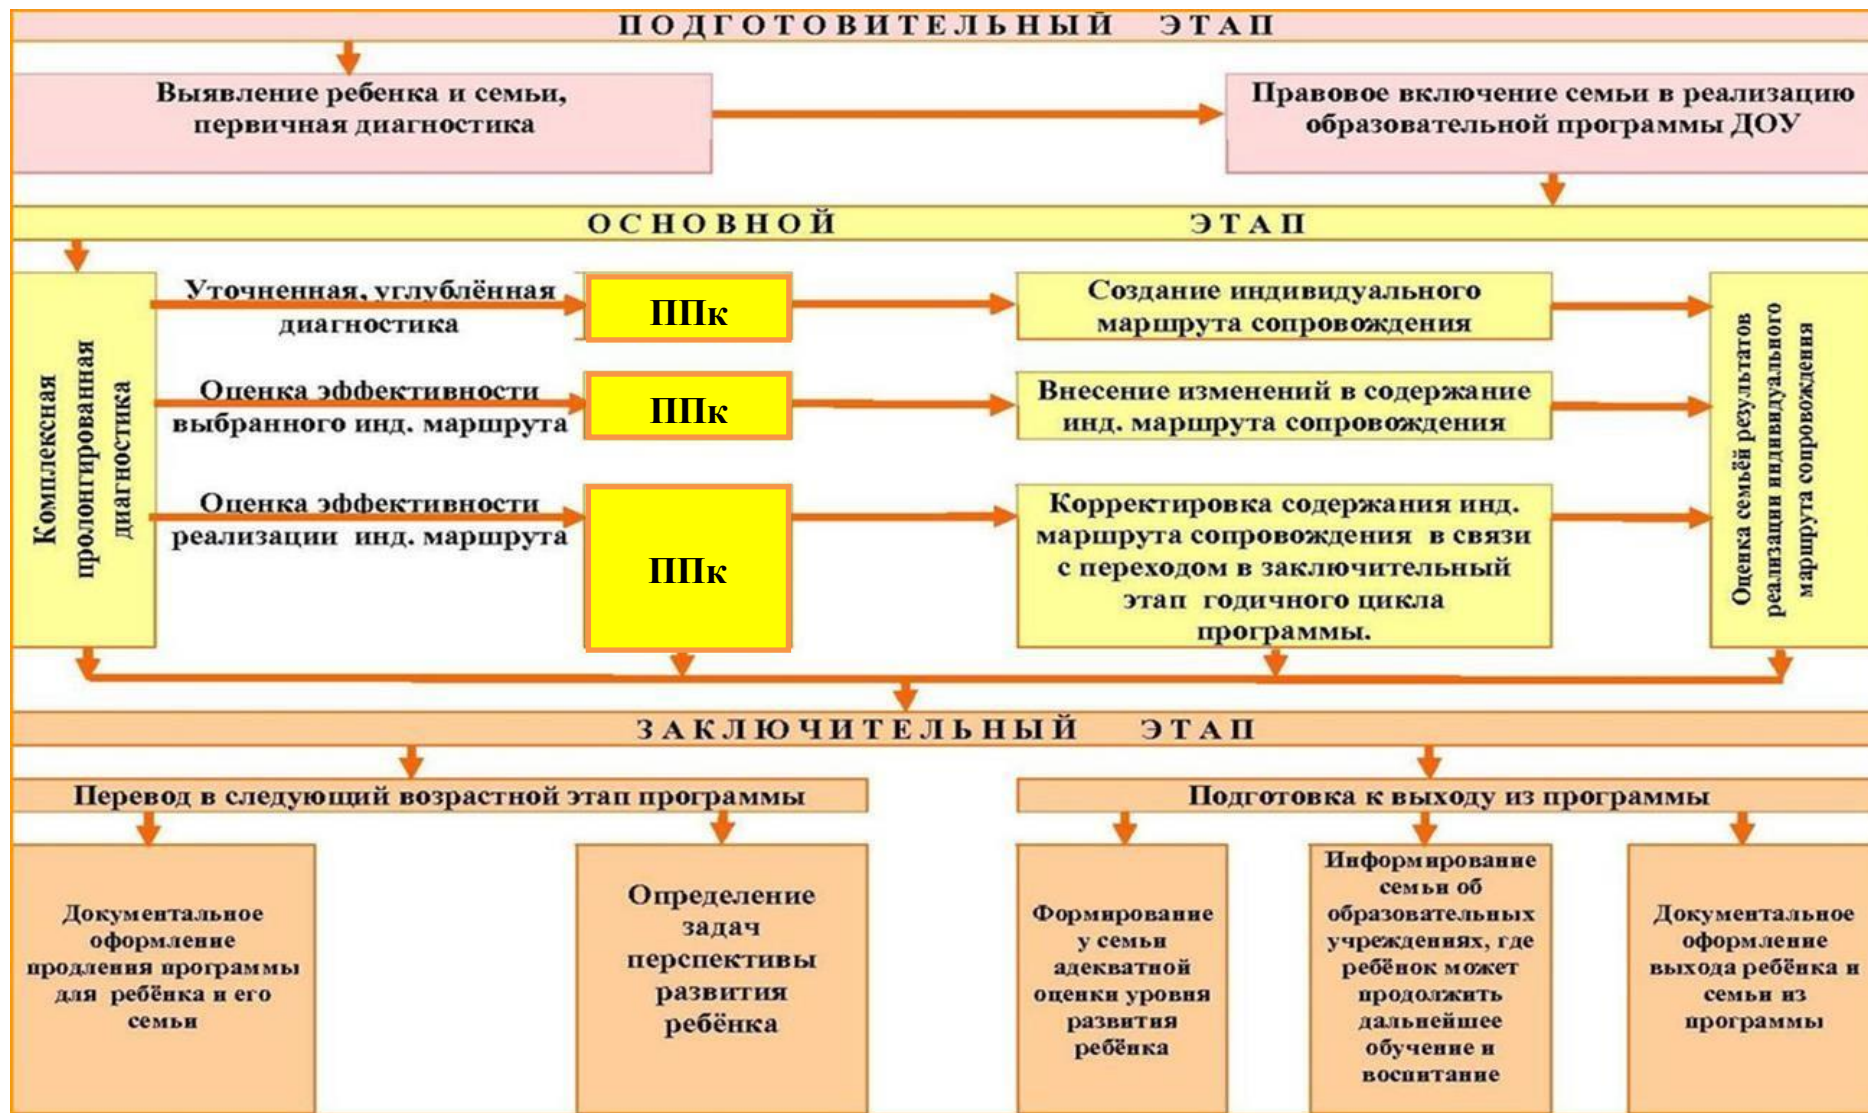 ПОДГОТОВИТЕЛЬНЫЙ ЭТАП
Выявление ребенка и семьи,
первичная диагностика
Правовое включение семьи в реализацию
образовательной программы ДОУ
ОСНОВНОЙ ЭТАП
Комплексная
пролонгированная
диагностика
Уточненная, углублённая
диагностика
ППк
Создание индивидуального
маршрута сопровождения
Оценка эффективности
выбранного инд. маршрута
ППк
Внесение изменений в содержание
инд. маршрута сопровождения
Оценка эффективности
реализации инд. маршрута
ППк
Корректировка содержания инд.
маршрута сопровождения в связи
с переходом в заключительный
этап годичного цикла
программы.
Оценка семьёй результатов
реализации индивидуального
маршрута сопровождения
ЗАКЛЮЧИТЕЛЬНЫЙ ЭТАП
Перевод в следующий возрастной этап программы
Документальное
оформление
продления программы
для ребёнка и его
семьи
Определение
задач
перспективы
развития
ребёнка
Подготовка к выходу из программы
Формирование
у семьи
адекватной
оценки уровня
развития
ребёнка
Информирование
семьи об
образовательных
учреждениях, где
ребёнок может
продолжить
дальнейшее
обучение и
воспитание
Документальное
оформление
выхода ребёнка и
семьи из
программы